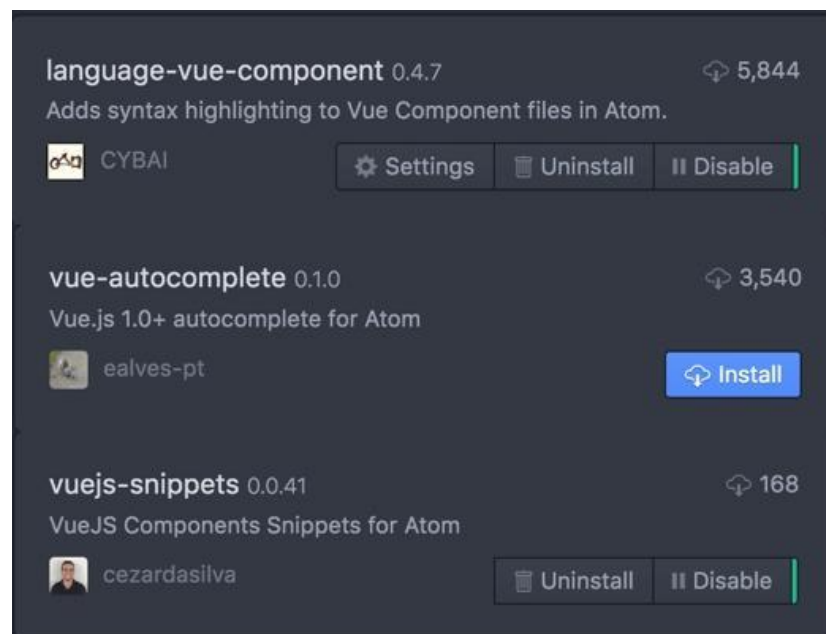 language-vue-component 0.4.7 5,844
Adds syntax highlighting to Vue Component files in Atom.
CYBAI Settings Uninstall Disable
vue-autocomplete 0.1.0 3,540
Vue.js 1.0+ autocomplete for Atom
ealves-pt Install
vuejs-snippets 0.0.41 168
VueJS Components Snippets for Atom
cezardasilva Uninstall Disable